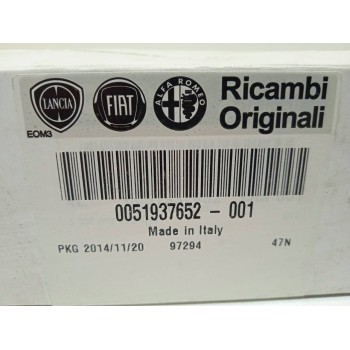 LANCIA FIAT ALFA ROMEO Ricambi
Originali
EOM3
0051937652 - 001
Made in Italy
PKG 2014/11/20 97294 47N